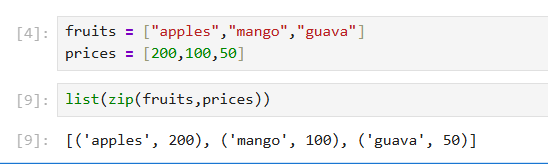 [4]: fruits = ["apples","mango","guava"]
prices = [200,100,50]
[9]: list(zip(fruits,prices))
[9]: [('apples', 200), ('mango', 100), ('guava', 50)]